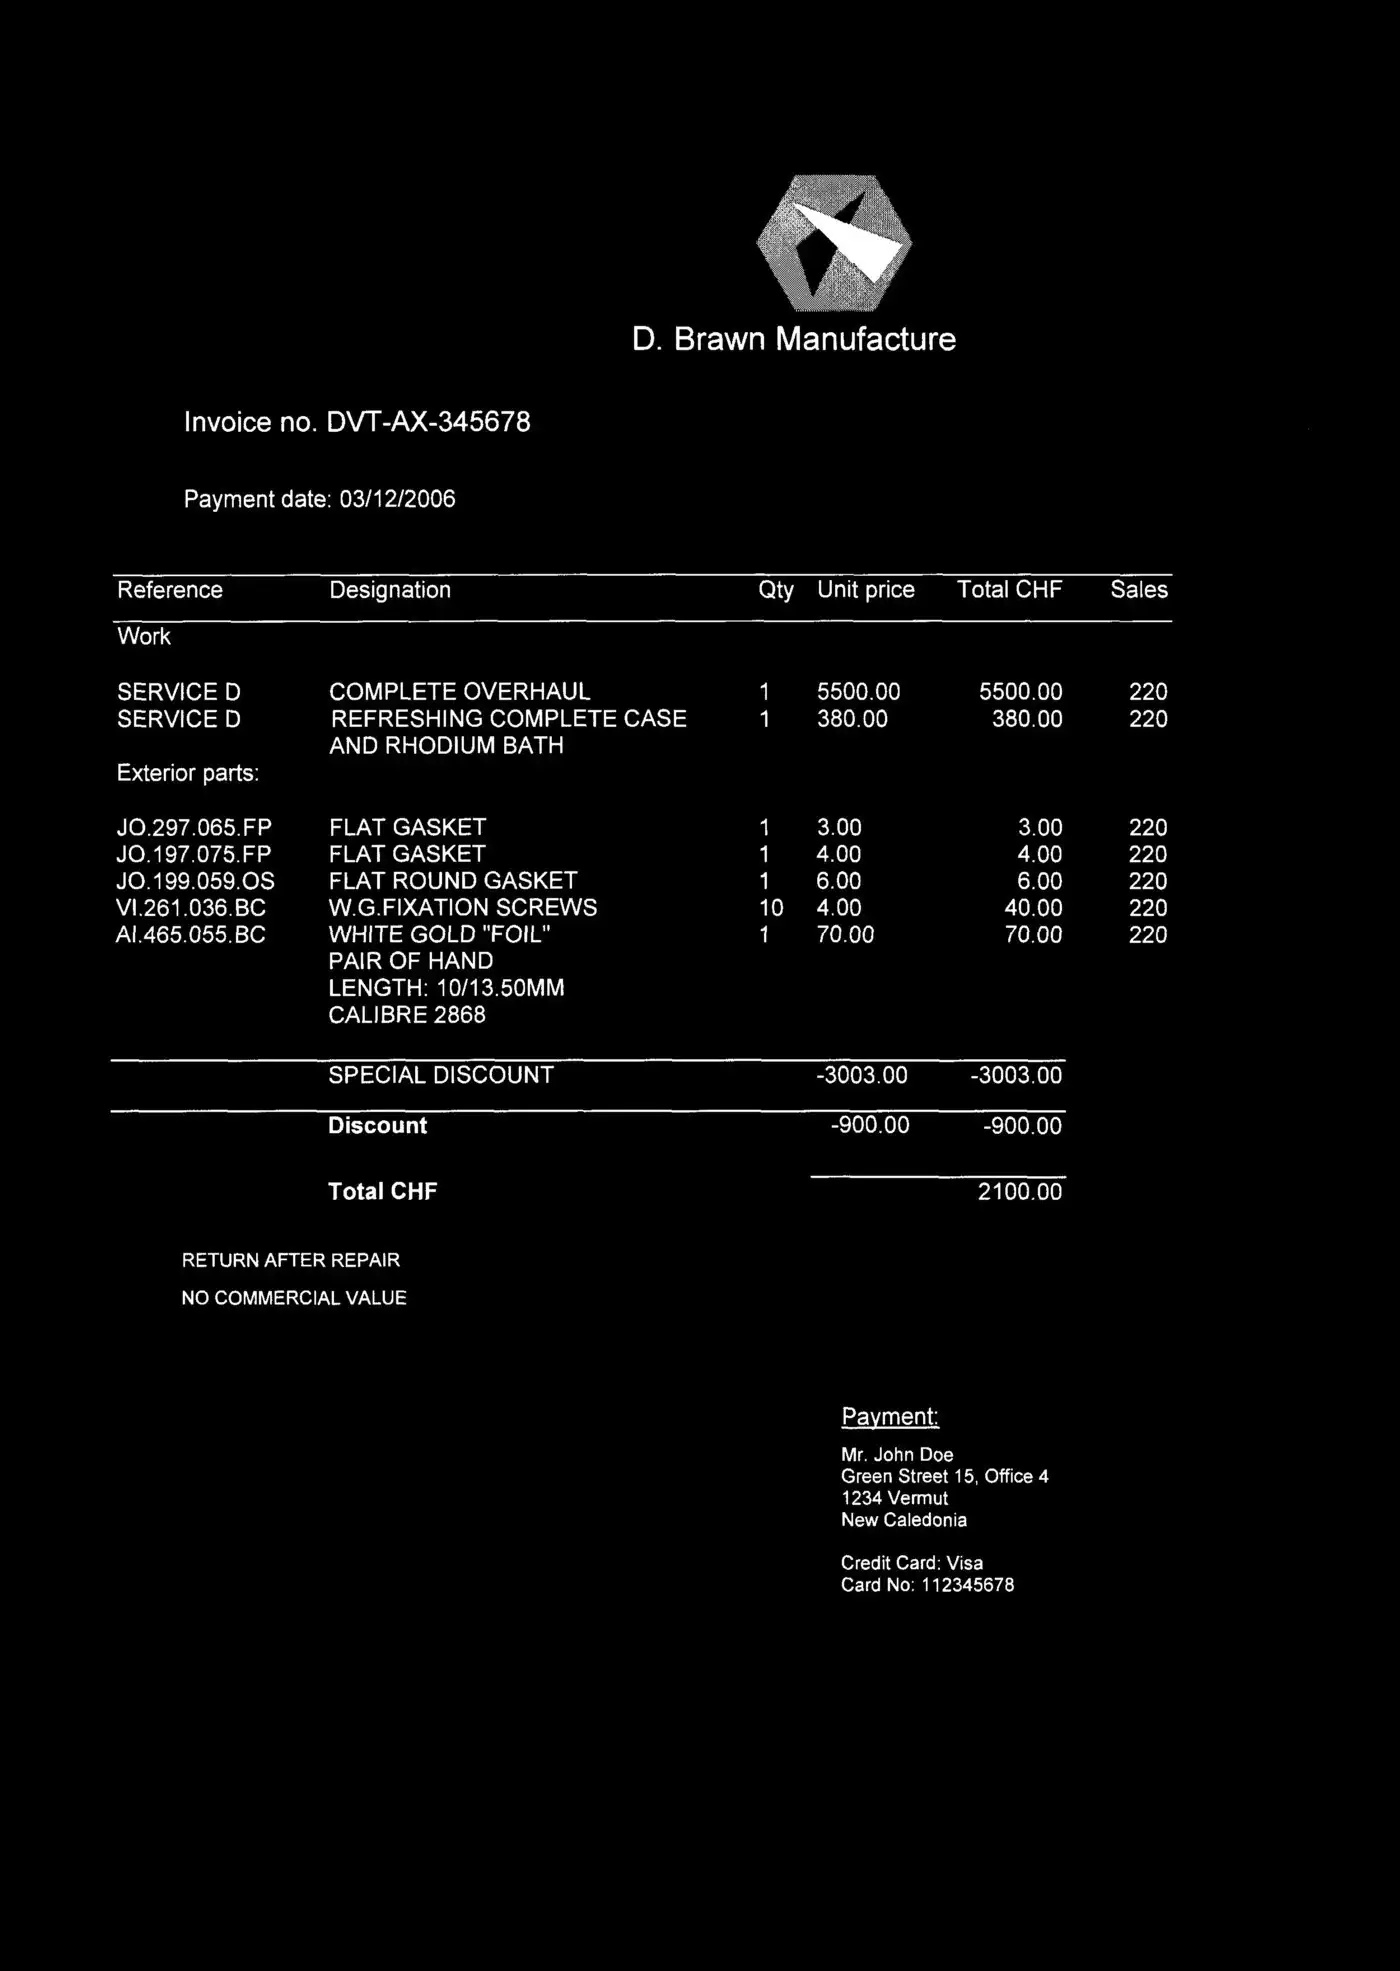 D. Brawn Manufacture
Invoice no. DVT-AX-345678
Payment date: 03/12/2006
Reference Designation Qty Unit price Total CHF Sales
Work
SERVICE D COMPLETE OVERHAUL 1 5500.00 5500.00 220
SERVICE D REFRESHING COMPLETE CASE 1 380.00 380.00 220
AND RHODIUM BATH
Exterior parts:
JO.297.065.FP FLAT GASKET 1 3.00 3.00 220
JO.197.075.FP FLAT GASKET 1 4.00 4.00 220
JO.199.059.OS FLAT ROUND GASKET 1 6.00 6.00 220
VI.261.036.BC W.G.FIXATION SCREWS 10 4.00 40.00 220
AI.465.055.BC WHITE GOLD "FOIL" 1 70.00 70.00 220
PAIR OF HAND
LENGTH: 10/13.50MM
CALIBRE 2868
SPECIAL DISCOUNT -3003.00 -3003.00
Discount -900.00 -900.00
Total CHF 2100.00
RETURN AFTER REPAIR
NO COMMERCIAL VALUE
Payment:
Mr. John Doe
Green Street 15, Office 4
1234 Vermut
New Caledonia
Credit Card: Visa
Card No: 112345678